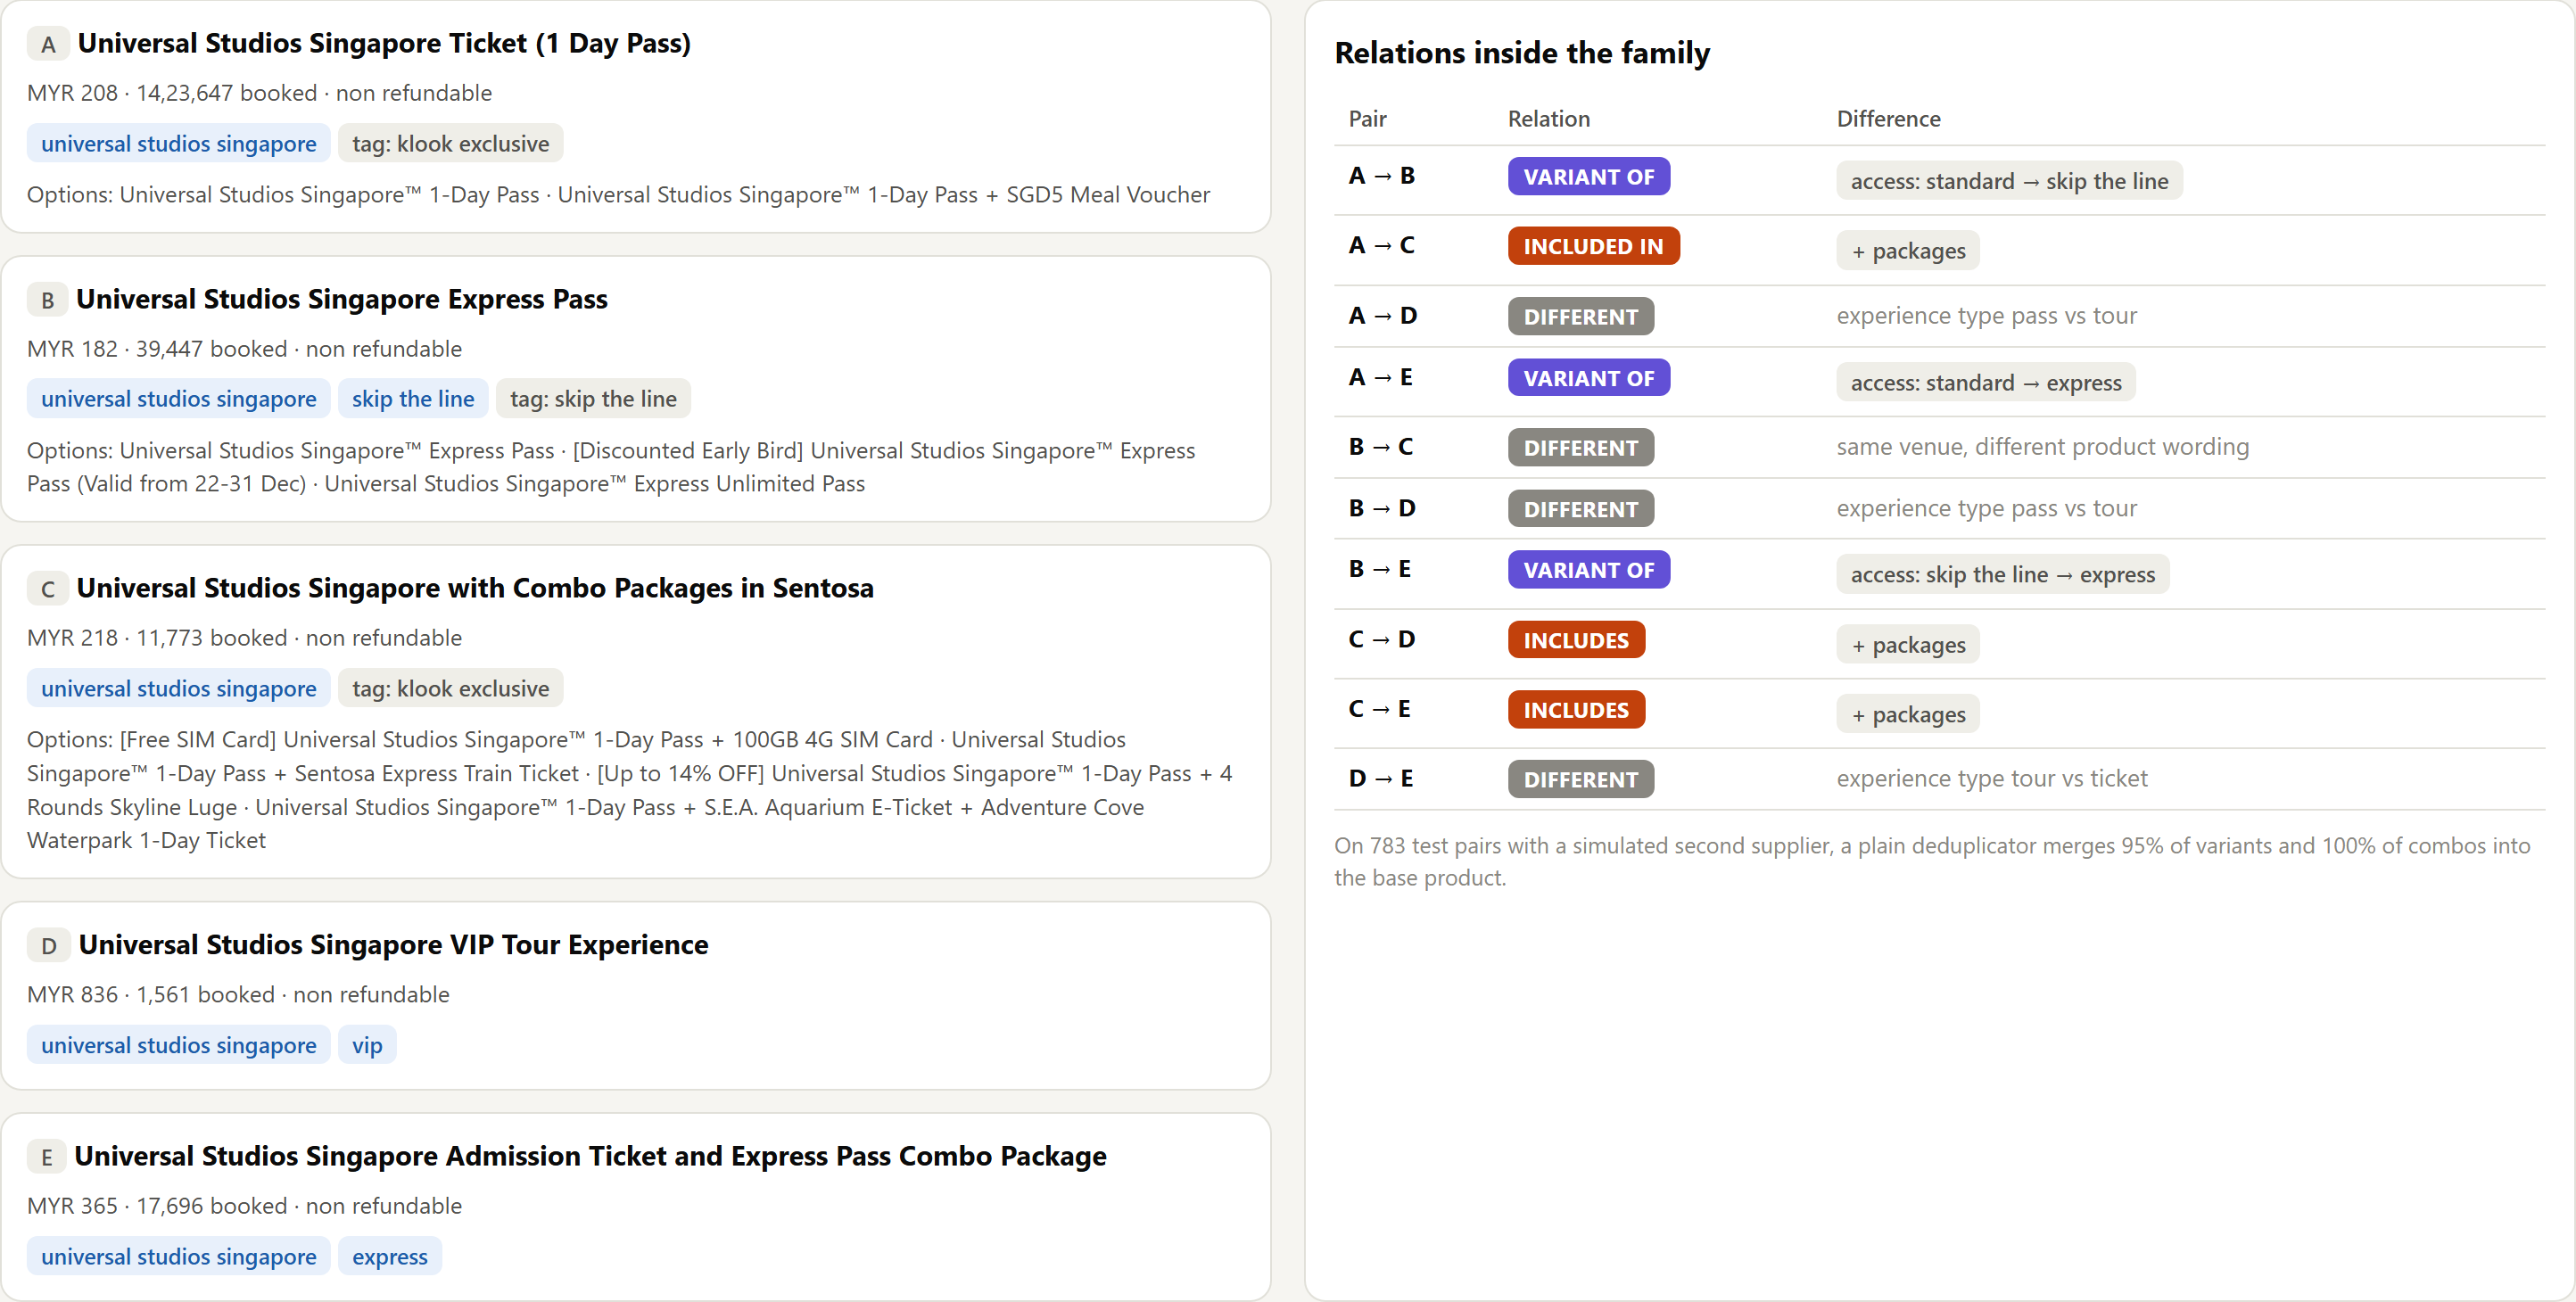 A Universal Studios Singapore Ticket (1 Day Pass)
MYR 208 · 14,23,647 booked · non refundable
universal studios singapore tag: klook exclusive
Options: Universal Studios Singapore™ 1-Day Pass · Universal Studios Singapore™ 1-Day Pass + SGD5 Meal Voucher
B Universal Studios Singapore Express Pass
MYR 182 · 39,447 booked · non refundable
universal studios singapore skip the line tag: skip the line
Options: Universal Studios Singapore™ Express Pass · [Discounted Early Bird] Universal Studios Singapore™ Express
Pass (Valid from 22-31 Dec) · Universal Studios Singapore™ Express Unlimited Pass
C Universal Studios Singapore with Combo Packages in Sentosa
MYR 218 · 11,773 booked · non refundable
universal studios singapore tag: klook exclusive
Options: [Free SIM Card] Universal Studios Singapore™ 1-Day Pass + 100GB 4G SIM Card · Universal Studios
Singapore™ 1-Day Pass + Sentosa Express Train Ticket · [Up to 14% OFF] Universal Studios Singapore™ 1-Day Pass + 4
Rounds Skyline Luge · Universal Studios Singapore™ 1-Day Pass + S.E.A. Aquarium E-Ticket + Adventure Cove
Waterpark 1-Day Ticket
D Universal Studios Singapore VIP Tour Experience
MYR 836 · 1,561 booked · non refundable
universal studios singapore vip
E Universal Studios Singapore Admission Ticket and Express Pass Combo Package
MYR 365 · 17,696 booked · non refundable
universal studios singapore express
Relations inside the family
Pair Relation Difference
A → B VARIANT OF access: standard → skip the line
A → C INCLUDED IN + packages
A → D DIFFERENT experience type pass vs tour
A → E VARIANT OF access: standard → express
B → C DIFFERENT same venue, different product wording
B → D DIFFERENT experience type pass vs tour
B → E VARIANT OF access: skip the line → express
C → D INCLUDES + packages
C → E INCLUDES + packages
D → E DIFFERENT experience type tour vs ticket
On 783 test pairs with a simulated second supplier, a plain deduplicator merges 95% of variants and 100% of combos into
the base product.